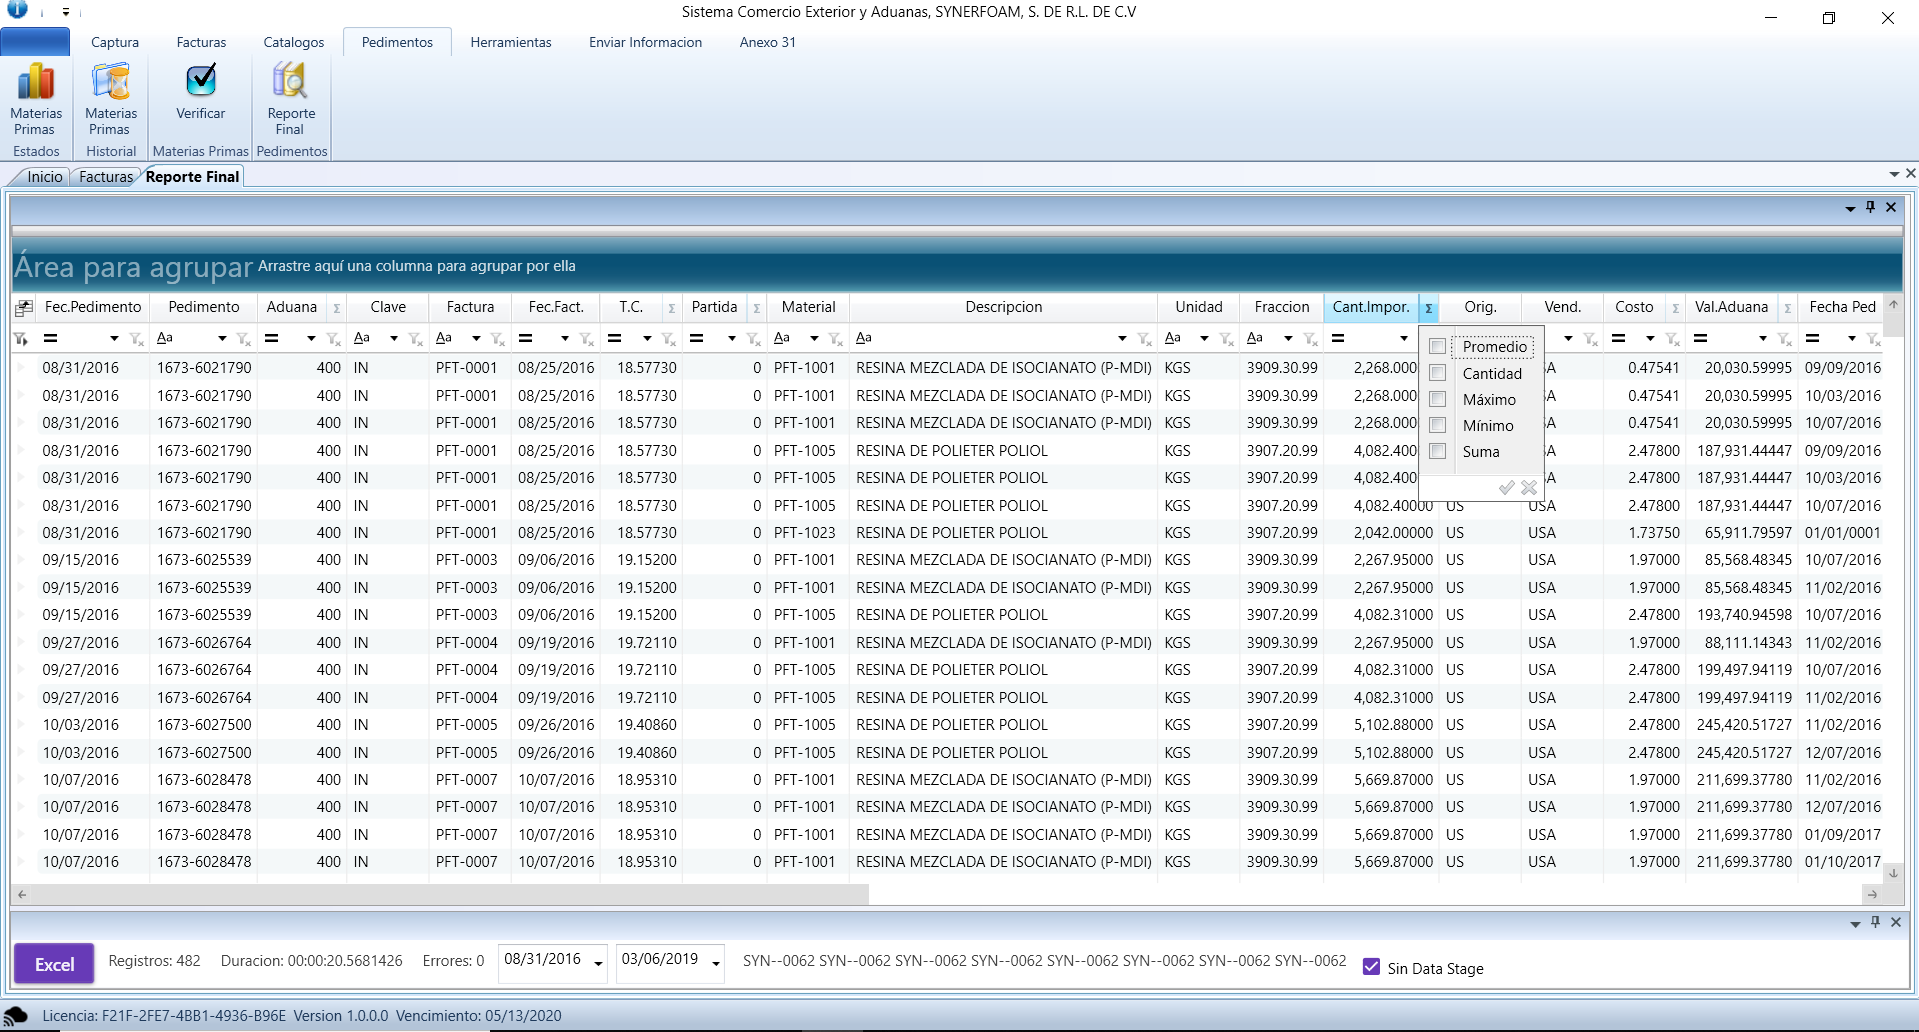 Sistema Comercio Exterior y Aduanas, SYNERFOAM, S. DE R.L. DE C.V
Captura Facturas Catalogos Pedimentos Herramientas Enviar Informacion Anexo 31
Materias Primas Materias Primas Verificar Reporte Final
Estados Historial Materias Primas Pedimentos
Inicio Facturas Reporte Final
Área para agrupar Arrastre aquí una columna para agrupar por ella
Fec.Pedimento Pedimento Aduana Σ Clave Factura Fec.Fact. T.C. Σ Partida Σ Material Descripcion Unidad Fraccion Cant.Impor. Σ Orig. Vend. Costo Σ Val.Aduana Σ Fecha Ped
= Aa = Aa Aa = = = Aa Aa Aa Aa = = = =
08/31/2016 1673-6021790 400 IN PFT-0001 08/25/2016 18.57730 0 PFT-1001 RESINA MEZCLADA DE ISOCIANATO (P-MDI) KGS 3909.30.99 2,268.000 SA 0.47541 20,030.59995 09/09/2016
08/31/2016 1673-6021790 400 IN PFT-0001 08/25/2016 18.57730 0 PFT-1001 RESINA MEZCLADA DE ISOCIANATO (P-MDI) KGS 3909.30.99 2,268.000 SA 0.47541 20,030.59995 10/03/2016
08/31/2016 1673-6021790 400 IN PFT-0001 08/25/2016 18.57730 0 PFT-1001 RESINA MEZCLADA DE ISOCIANATO (P-MDI) KGS 3909.30.99 2,268.000 SA 0.47541 20,030.59995 10/07/2016
08/31/2016 1673-6021790 400 IN PFT-0001 08/25/2016 18.57730 0 PFT-1005 RESINA DE POLIETER POLIOL KGS 3907.20.99 4,082.400 SA 2.47800 187,931.44447 09/09/2016
08/31/2016 1673-6021790 400 IN PFT-0001 08/25/2016 18.57730 0 PFT-1005 RESINA DE POLIETER POLIOL KGS 3907.20.99 4,082.400 SA 2.47800 187,931.44447 10/03/2016
08/31/2016 1673-6021790 400 IN PFT-0001 08/25/2016 18.57730 0 PFT-1005 RESINA DE POLIETER POLIOL KGS 3907.20.99 4,082.40000 US USA 2.47800 187,931.44447 10/07/2016
08/31/2016 1673-6021790 400 IN PFT-0001 08/25/2016 18.57730 0 PFT-1023 RESINA DE POLIETER POLIOL KGS 3907.20.99 2,042.00000 US USA 1.73750 65,911.79597 01/01/0001
09/15/2016 1673-6025539 400 IN PFT-0003 09/06/2016 19.15200 0 PFT-1001 RESINA MEZCLADA DE ISOCIANATO (P-MDI) KGS 3909.30.99 2,267.95000 US USA 1.97000 85,568.48345 10/07/2016
09/15/2016 1673-6025539 400 IN PFT-0003 09/06/2016 19.15200 0 PFT-1001 RESINA MEZCLADA DE ISOCIANATO (P-MDI) KGS 3909.30.99 2,267.95000 US USA 1.97000 85,568.48345 11/02/2016
09/15/2016 1673-6025539 400 IN PFT-0003 09/06/2016 19.15200 0 PFT-1005 RESINA DE POLIETER POLIOL KGS 3907.20.99 4,082.31000 US USA 2.47800 193,740.94598 10/07/2016
09/27/2016 1673-6026764 400 IN PFT-0004 09/19/2016 19.72110 0 PFT-1001 RESINA MEZCLADA DE ISOCIANATO (P-MDI) KGS 3909.30.99 2,267.95000 US USA 1.97000 88,111.14343 11/02/2016
09/27/2016 1673-6026764 400 IN PFT-0004 09/19/2016 19.72110 0 PFT-1005 RESINA DE POLIETER POLIOL KGS 3907.20.99 4,082.31000 US USA 2.47800 199,497.94119 10/07/2016
09/27/2016 1673-6026764 400 IN PFT-0004 09/19/2016 19.72110 0 PFT-1005 RESINA DE POLIETER POLIOL KGS 3907.20.99 4,082.31000 US USA 2.47800 199,497.94119 11/02/2016
10/03/2016 1673-6027500 400 IN PFT-0005 09/26/2016 19.40860 0 PFT-1005 RESINA DE POLIETER POLIOL KGS 3907.20.99 5,102.88000 US USA 2.47800 245,420.51727 11/02/2016
10/03/2016 1673-6027500 400 IN PFT-0005 09/26/2016 19.40860 0 PFT-1005 RESINA DE POLIETER POLIOL KGS 3907.20.99 5,102.88000 US USA 2.47800 245,420.51727 12/07/2016
10/07/2016 1673-6028478 400 IN PFT-0007 10/07/2016 18.95310 0 PFT-1001 RESINA MEZCLADA DE ISOCIANATO (P-MDI) KGS 3909.30.99 5,669.87000 US USA 1.97000 211,699.37780 11/02/2016
10/07/2016 1673-6028478 400 IN PFT-0007 10/07/2016 18.95310 0 PFT-1001 RESINA MEZCLADA DE ISOCIANATO (P-MDI) KGS 3909.30.99 5,669.87000 US USA 1.97000 211,699.37780 12/07/2016
10/07/2016 1673-6028478 400 IN PFT-0007 10/07/2016 18.95310 0 PFT-1001 RESINA MEZCLADA DE ISOCIANATO (P-MDI) KGS 3909.30.99 5,669.87000 US USA 1.97000 211,699.37780 01/09/2017
10/07/2016 1673-6028478 400 IN PFT-0007 10/07/2016 18.95310 0 PFT-1001 RESINA MEZCLADA DE ISOCIANATO (P-MDI) KGS 3909.30.99 5,669.87000 US USA 1.97000 211,699.37780 01/10/2017
Promedio
Cantidad
Máximo
Mínimo
Suma
Excel Registros: 482 Duracion: 00:00:20.5681426 Errores: 0 08/31/2016 03/06/2019 SYN--0062 SYN--0062 SYN--0062 SYN--0062 SYN--0062 SYN--0062 SYN--0062 SYN--0062 Sin Data Stage
Licencia: F21F-2FE7-4BB1-4936-B96E Version 1.0.0.0 Vencimiento: 05/13/2020